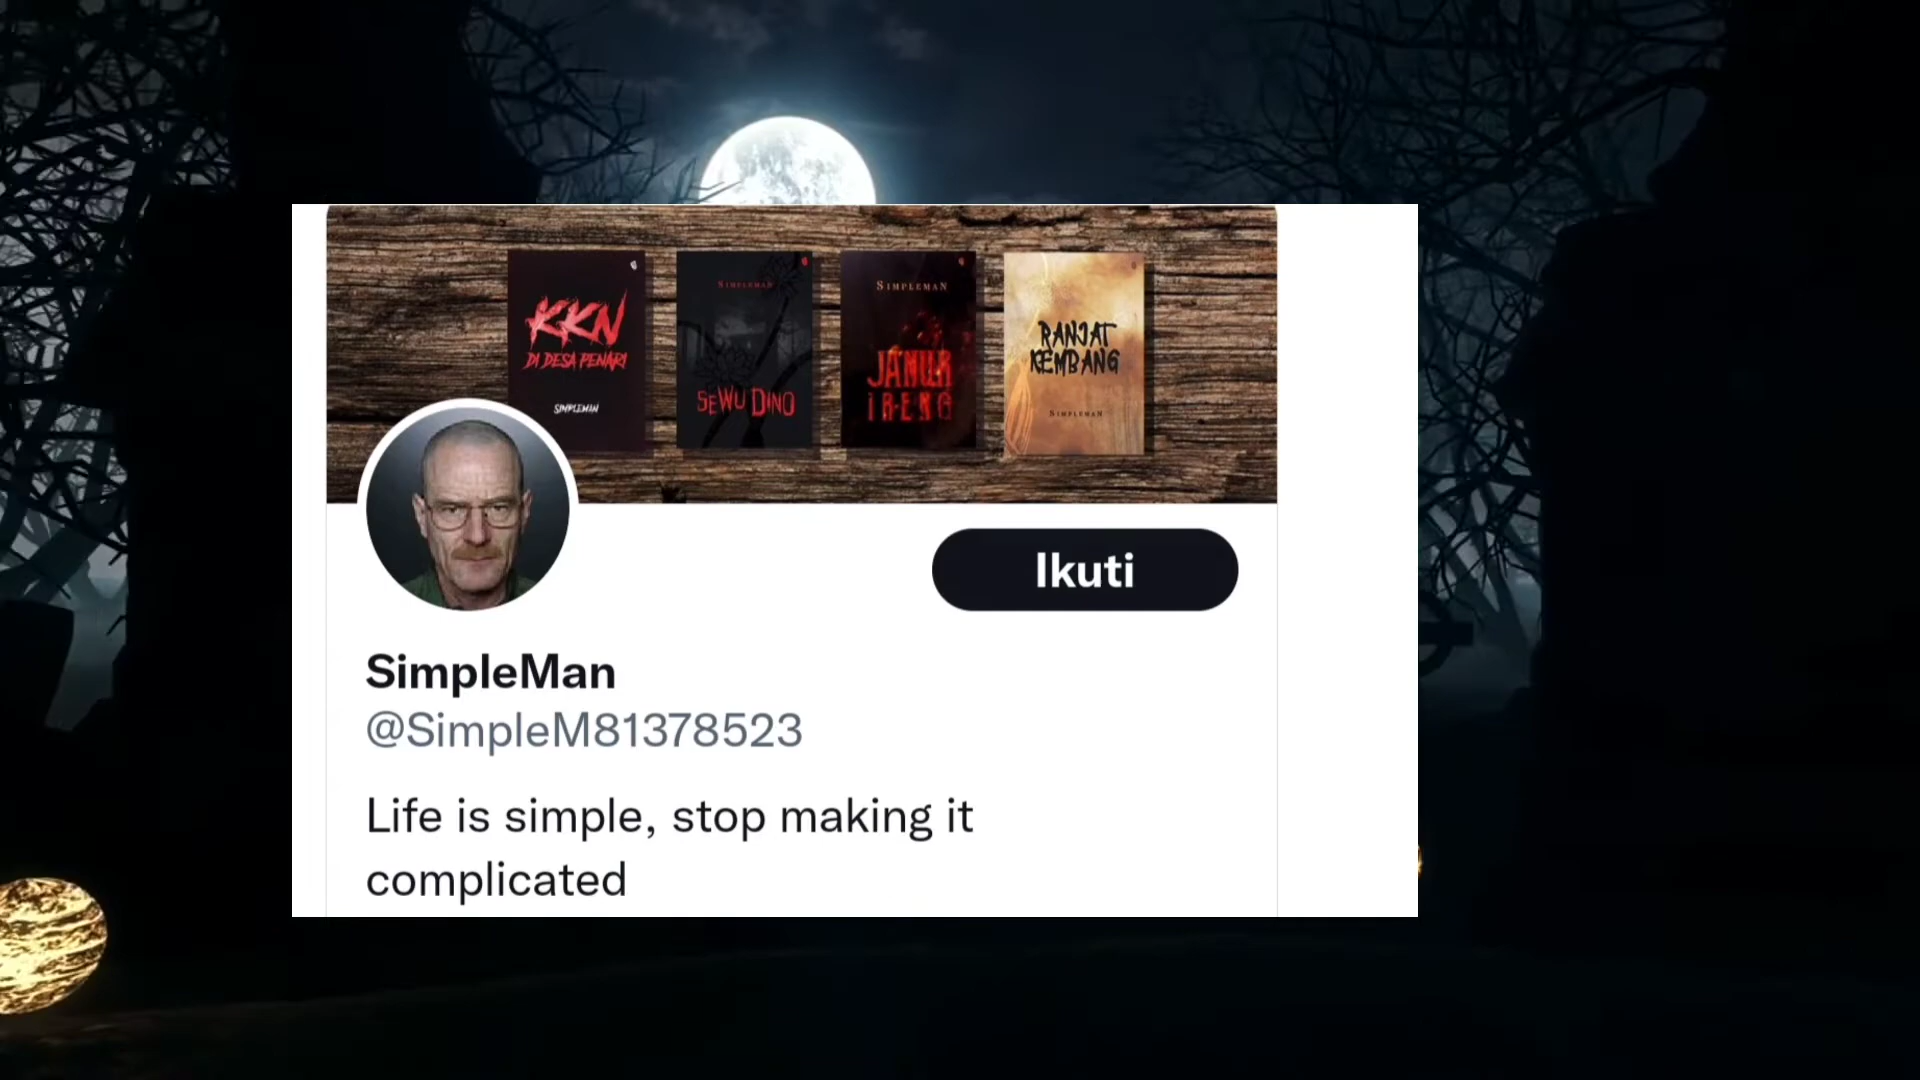 KKN
DI DESA PENARI
SIMPLEMAN
SIMPLEMAN
SEWU DINO
SIMPLEMAN
JANUR
IRENG
RANJAT
KEMBANG
SIMPLEMAN
Ikuti
SimpleMan
@SimpleM81378523
Life is simple, stop making it
complicated